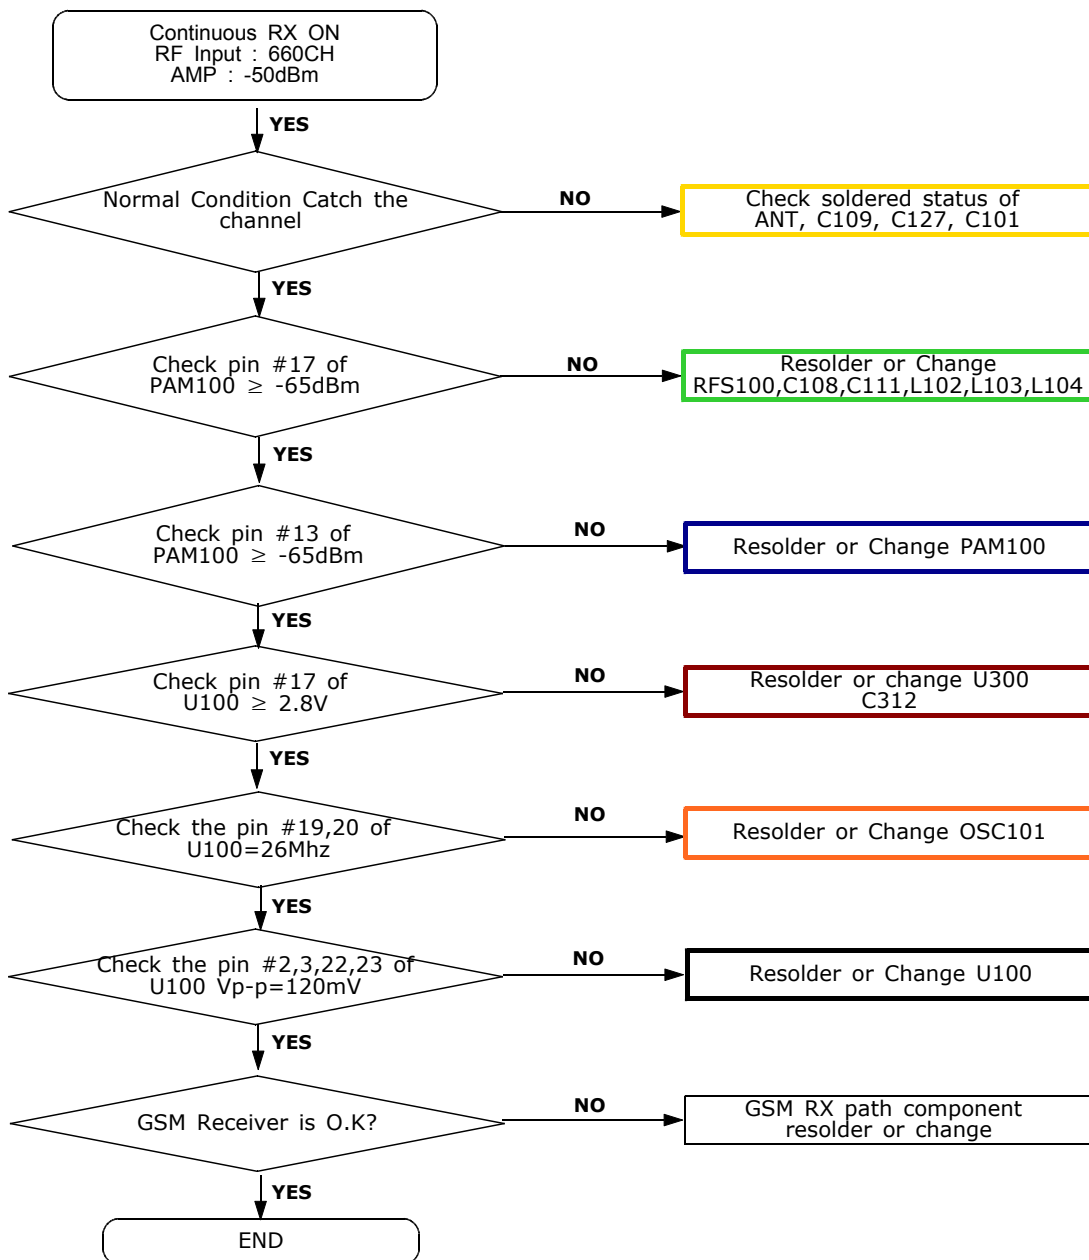 Continuous RX ON
RF Input : 660CH
AMP : -50dBm
YES
Normal Condition Catch the
channel
NO
Check soldered status of
ANT, C109, C127, C101
YES
Check pin #17 of
PAM100 ≥ -65dBm
NO
Resolder or Change
RFS100,C108,C111,L102,L103,L104
YES
Check pin #13 of
PAM100 ≥ -65dBm
NO
Resolder or Change PAM100
YES
Check pin #17 of
U100 ≥ 2.8V
NO
Resolder or change U300
C312
YES
Check the pin #19,20 of
U100=26Mhz
NO
Resolder or Change OSC101
YES
Check the pin #2,3,22,23 of
U100 Vp-p=120mV
NO
Resolder or Change U100
YES
GSM Receiver is O.K?
NO
GSM RX path component
resolder or change
YES
END